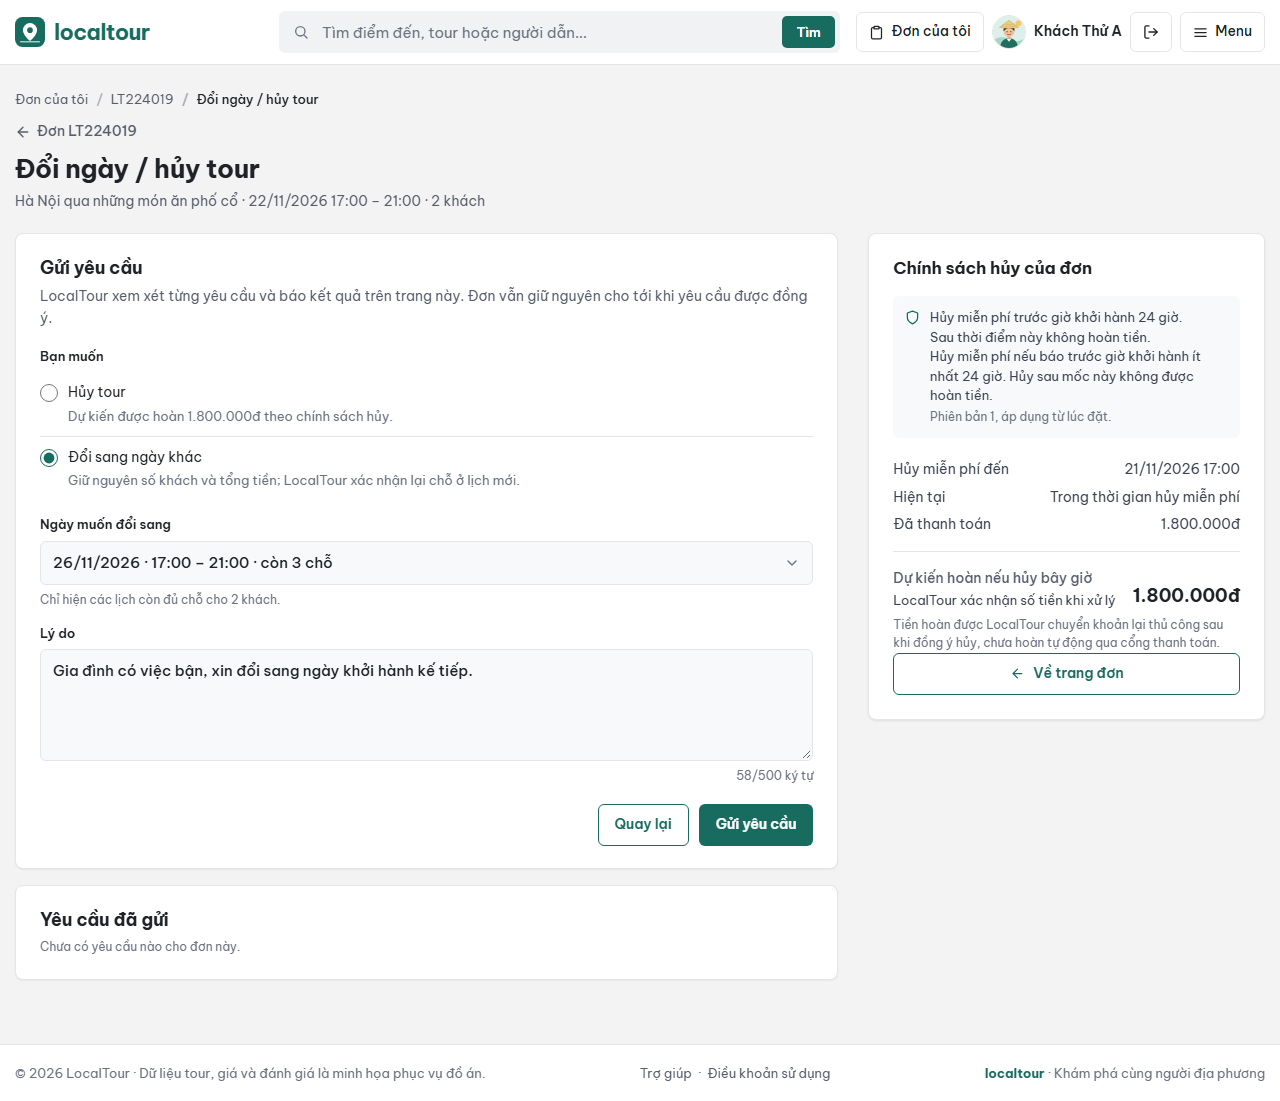 localtour
Tìm điểm đến, tour hoặc người dẫn...
Tìm
Đơn của tôi
Khách Thử A
Menu
Đơn của tôi / LT224019 / Đổi ngày / hủy tour
Đơn LT224019
Đổi ngày / hủy tour
Hà Nội qua những món ăn phố cổ · 22/11/2026 17:00 – 21:00 · 2 khách
Gửi yêu cầu
LocalTour xem xét từng yêu cầu và báo kết quả trên trang này. Đơn vẫn giữ nguyên cho tới khi yêu cầu được đồng
ý.
Bạn muốn
Hủy tour
Dự kiến được hoàn 1.800.000đ theo chính sách hủy.
Đổi sang ngày khác
Giữ nguyên số khách và tổng tiền; LocalTour xác nhận lại chỗ ở lịch mới.
Ngày muốn đổi sang
26/11/2026 · 17:00 – 21:00 · còn 3 chỗ
Chỉ hiện các lịch còn đủ chỗ cho 2 khách.
Lý do
Gia đình có việc bận, xin đổi sang ngày khởi hành kế tiếp.
58/500 ký tự
Quay lại
Gửi yêu cầu
Yêu cầu đã gửi
Chưa có yêu cầu nào cho đơn này.
Chính sách hủy của đơn
Hủy miễn phí trước giờ khởi hành 24 giờ.
Sau thời điểm này không hoàn tiền.
Hủy miễn phí nếu báo trước giờ khởi hành ít
nhất 24 giờ. Hủy sau mốc này không được
hoàn tiền.
Phiên bản 1, áp dụng từ lúc đặt.
Hủy miễn phí đến 21/11/2026 17:00
Hiện tại Trong thời gian hủy miễn phí
Đã thanh toán 1.800.000đ
Dự kiến hoàn nếu hủy bây giờ
LocalTour xác nhận số tiền khi xử lý
1.800.000đ
Tiền hoàn được LocalTour chuyển khoản lại thủ công sau
khi đồng ý hủy, chưa hoàn tự động qua cổng thanh toán.
Về trang đơn
© 2026 LocalTour · Dữ liệu tour, giá và đánh giá là minh họa phục vụ đồ án.
Trợ giúp · Điều khoản sử dụng
localtour · Khám phá cùng người địa phương